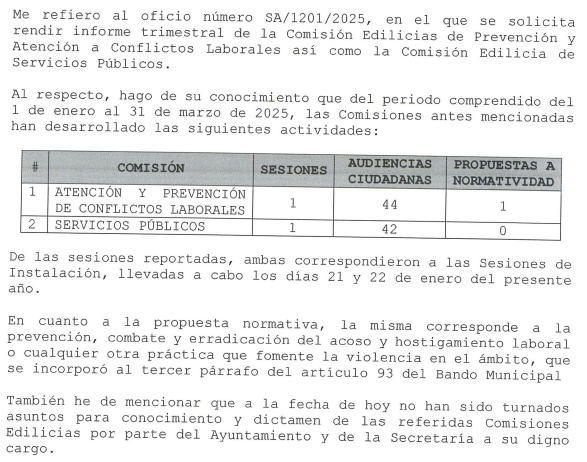 Me refiero al oficio número SA/1201/2025, en el que se solicita
rendir informe trimestral de la Comisión Edilicias de Prevención y
Atención a Conflictos Laborales así como la Comisión Edilicia de
Servicios Públicos.
Al respecto, hago de su conocimiento que del periodo comprendido del
1 de enero al 31 de marzo de 2025, las Comisiones antes mencionadas
han desarrollado las siguientes actividades:
# COMISIÓN SESIONES AUDIENCIAS CIUDADANAS PROPUESTAS A NORMATIVIDAD
1 ATENCIÓN Y PREVENCIÓN DE CONFLICTOS LABORALES 1 44 1
2 SERVICIOS PÚBLICOS 1 42 0
De las sesiones reportadas, ambas correspondieron a las Sesiones de
Instalación, llevadas a cabo los días 21 y 22 de enero del presente
año.
En cuanto a la propuesta normativa, la misma corresponde a la
prevención, combate y erradicación del acoso y hostigamiento laboral
o cualquier otra práctica que fomente la violencia en el ámbito, que
se incorporó al tercer párrafo del artículo 93 del Bando Municipal
También he de mencionar que a la fecha de hoy no han sido turnados
asuntos para conocimiento y dictamen de las referidas Comisiones
Edilicias por parte del Ayuntamiento y de la Secretaría a su digno
cargo.